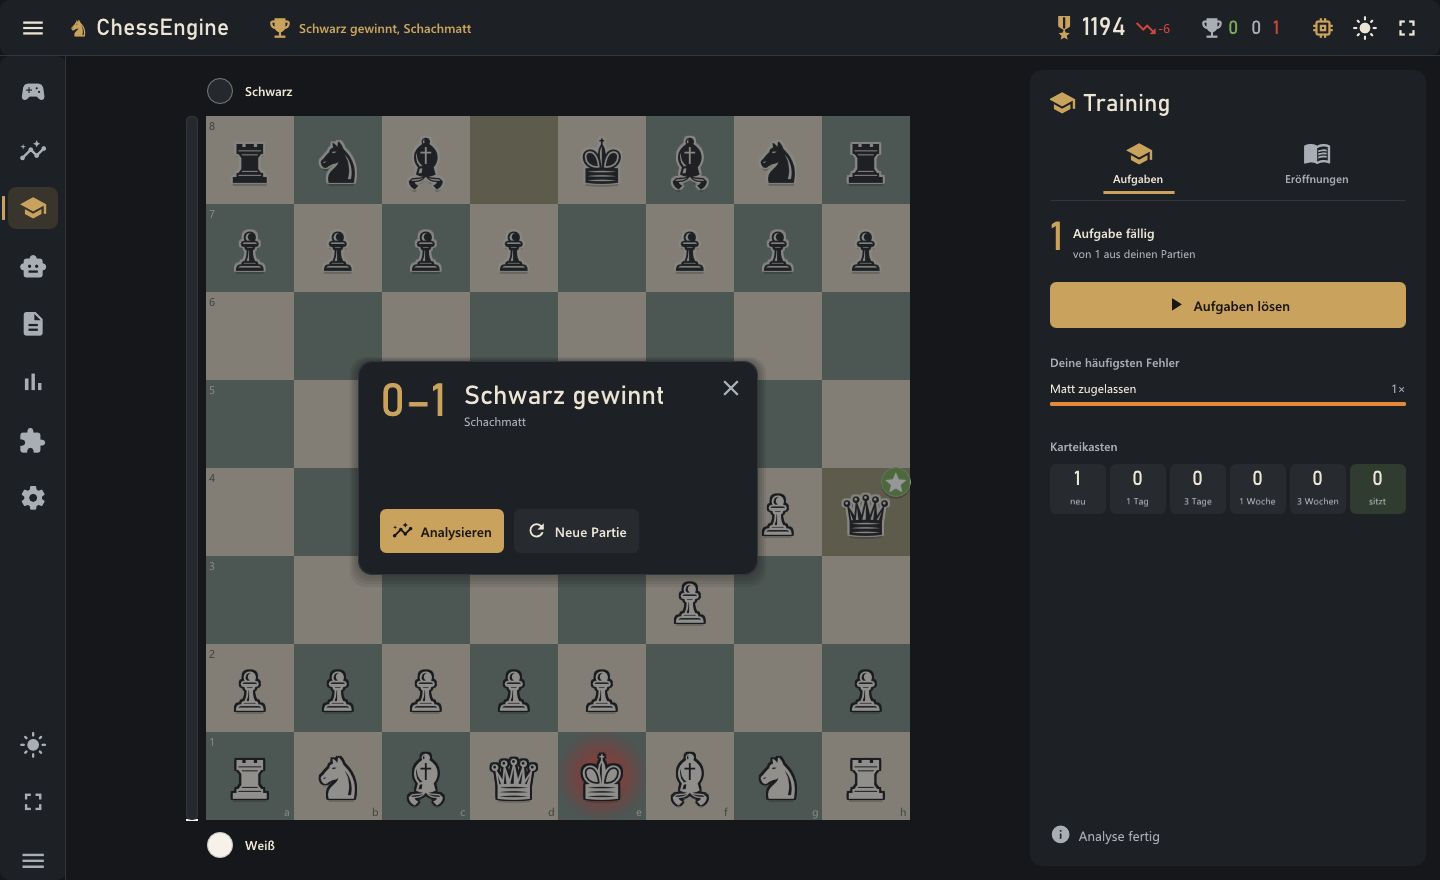 ChessEngine
Schwarz gewinnt, Schachmatt
1194
-6
0 0 1
Schwarz
8
7
6
5
4
3
2
1
a b c d e f g h
Weiß
0–1
Schwarz gewinnt
Schachmatt
Analysieren
Neue Partie
Training
Aufgaben
Eröffnungen
1
Aufgabe fällig
von 1 aus deinen Partien
Aufgaben lösen
Deine häufigsten Fehler
Matt zugelassen 1×
Karteikasten
1 0 0 0 0 0
neu 1 Tag 3 Tage 1 Woche 3 Wochen sitzt
Analyse fertig